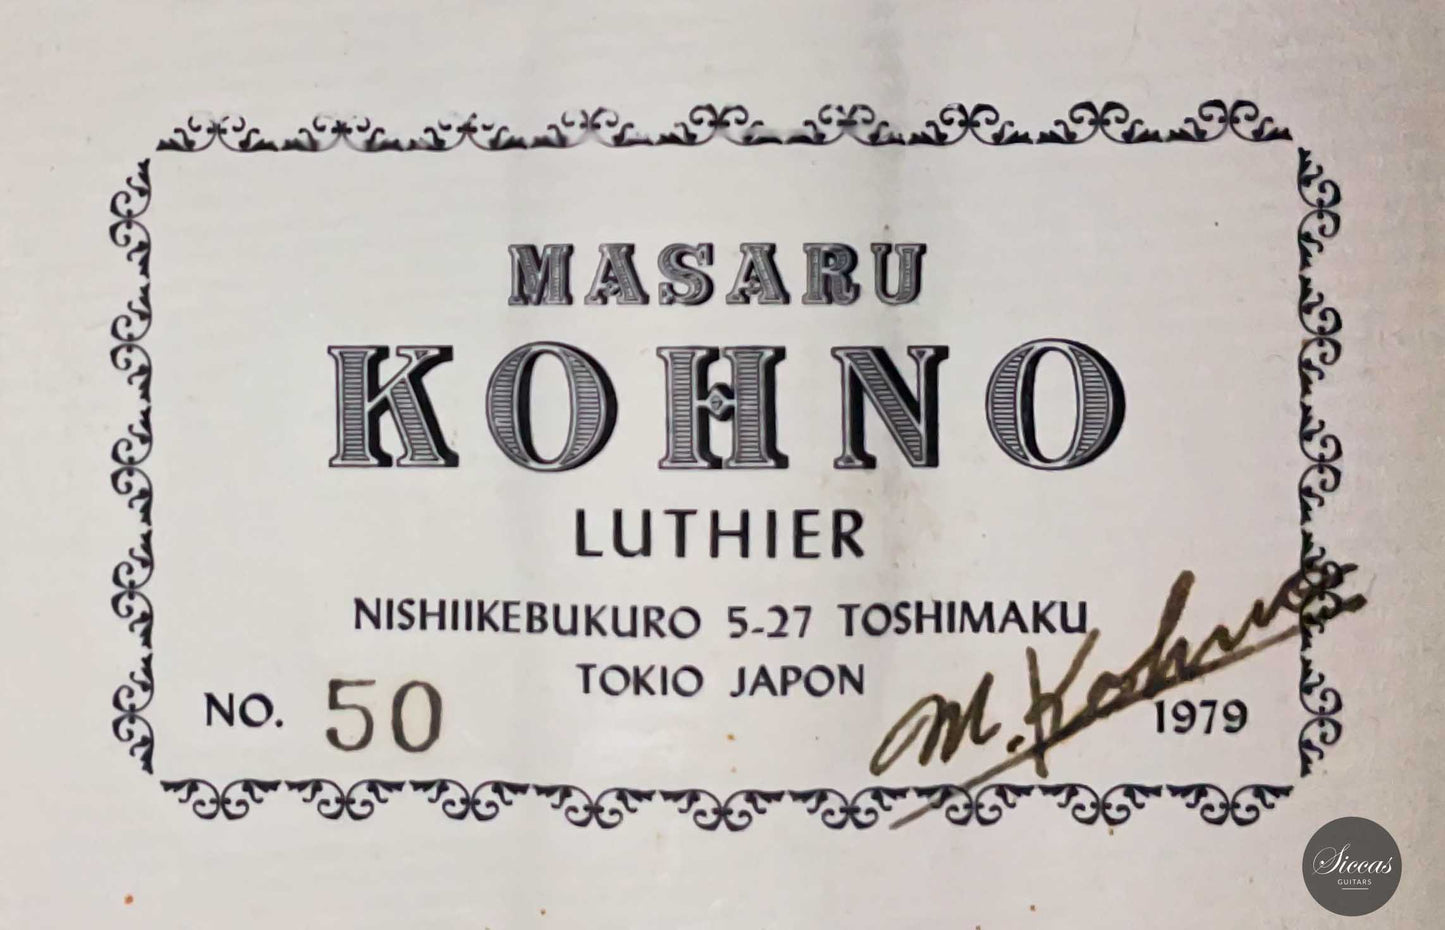 MASARU
KOHNO
LUTHIER
NISHIIKEBUKURO 5-27 TOSHIMAKU
TOKIO JAPON
NO. 50
M. Kohno
1979
Siccas
GUITARS